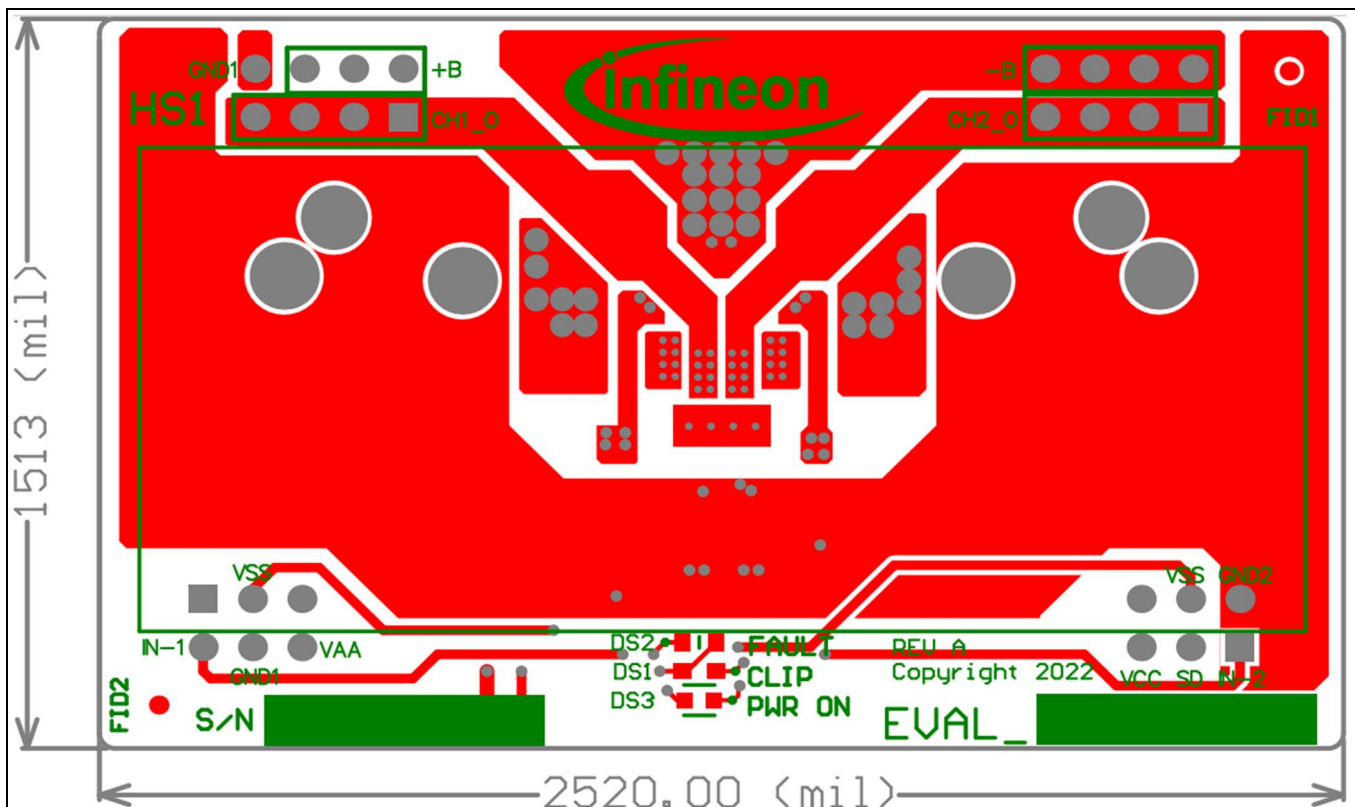 GND1
+B
infineon
-B
HS1
CH1_O
CH2_O
FID1
1513 (mil)
VSS
VSS
GND2
IN-1
VAA
GND1
DS2
FAULT
REV A
DS1
CLIP
Copyright 2022
VCC
SD
IN-2
DS3
PWR ON
FID2
S/N
EVAL_
2520.00 (mil)